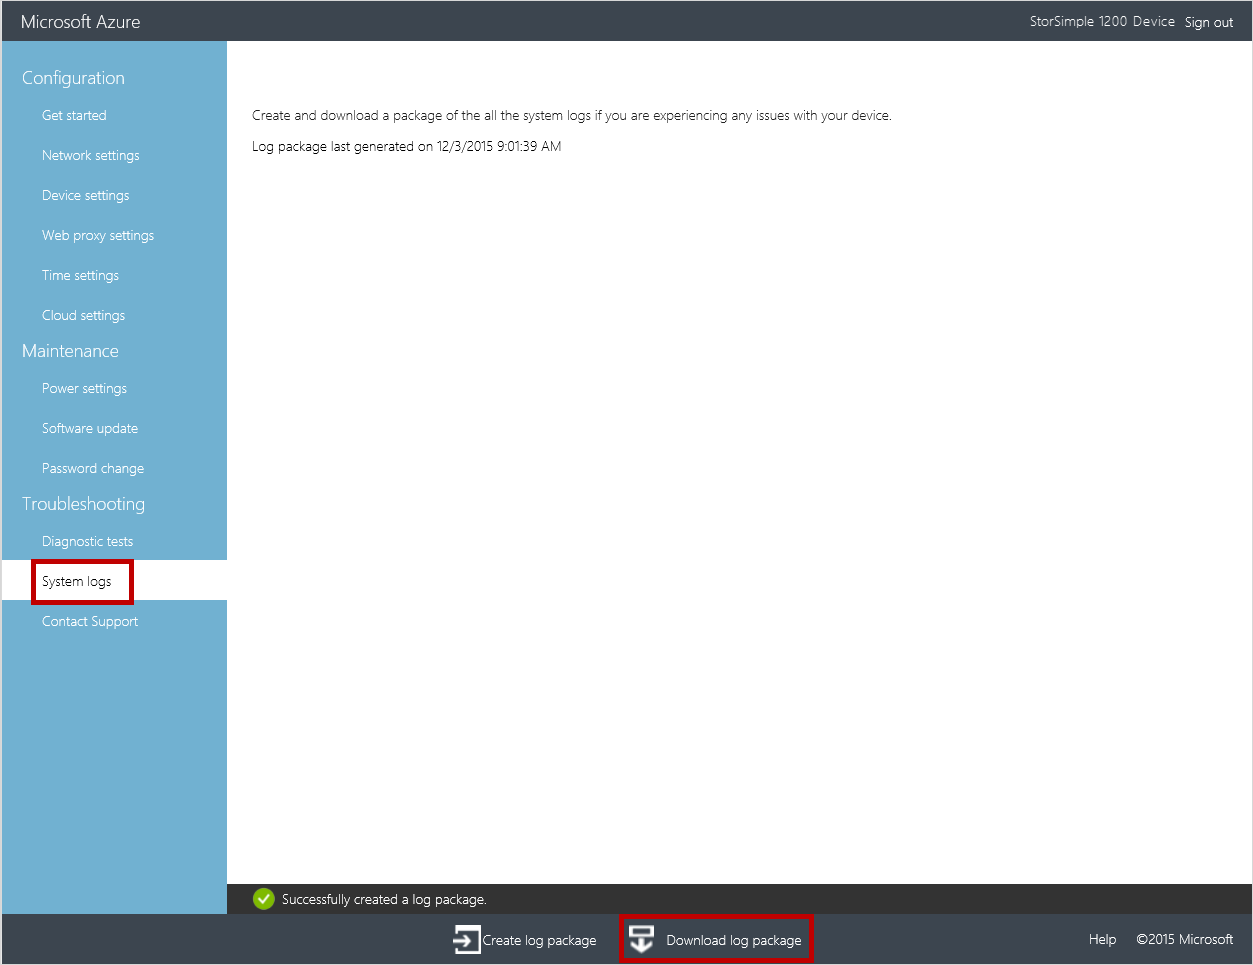 Microsoft Azure
StorSimple 1200 Device Sign out
Configuration
Get started
Network settings
Device settings
Web proxy settings
Time settings
Cloud settings
Maintenance
Power settings
Software update
Password change
Troubleshooting
Diagnostic tests
System logs
Contact Support
Create and download a package of the all the system logs if you are experiencing any issues with your device.
Log package last generated on 12/3/2015 9:01:39 AM
Successfully created a log package.
Create log package
Download log package
Help ©2015 Microsoft